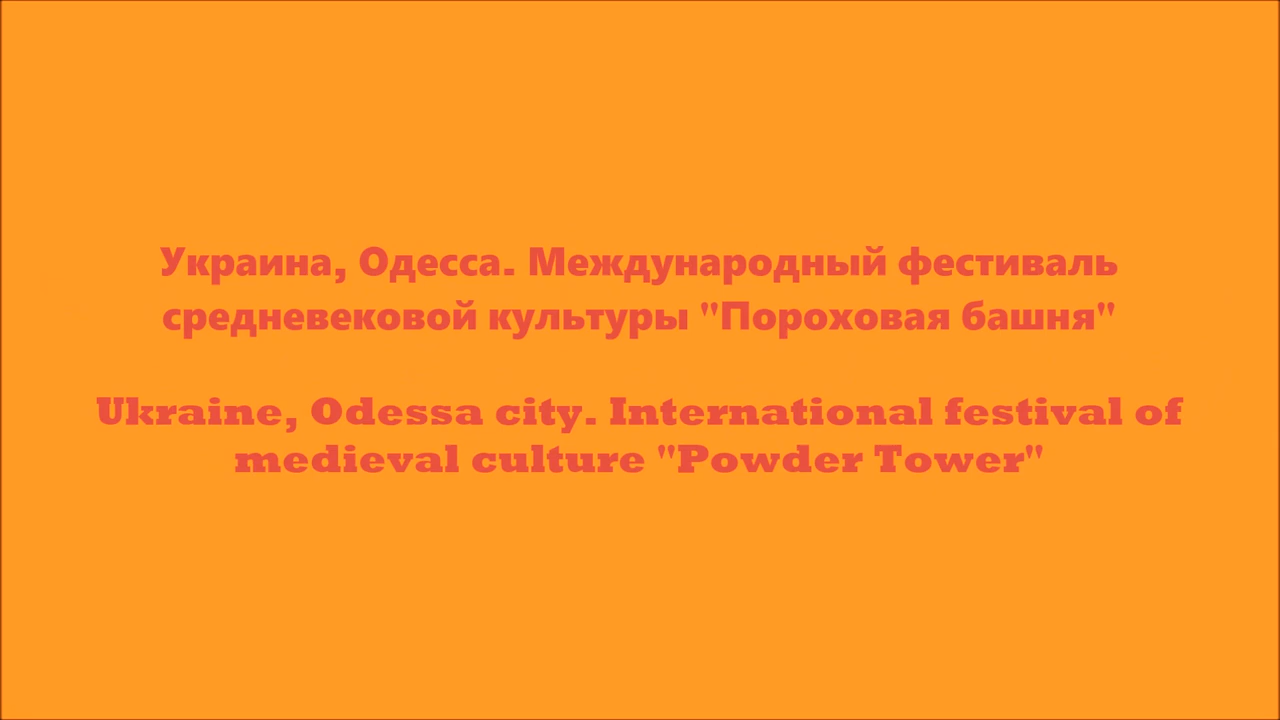 Украина, Одесса. Международный фестиваль
средневековой культуры "Пороховая башня"
Ukraine, Odessa city. International festival of
medieval culture "Powder Tower"